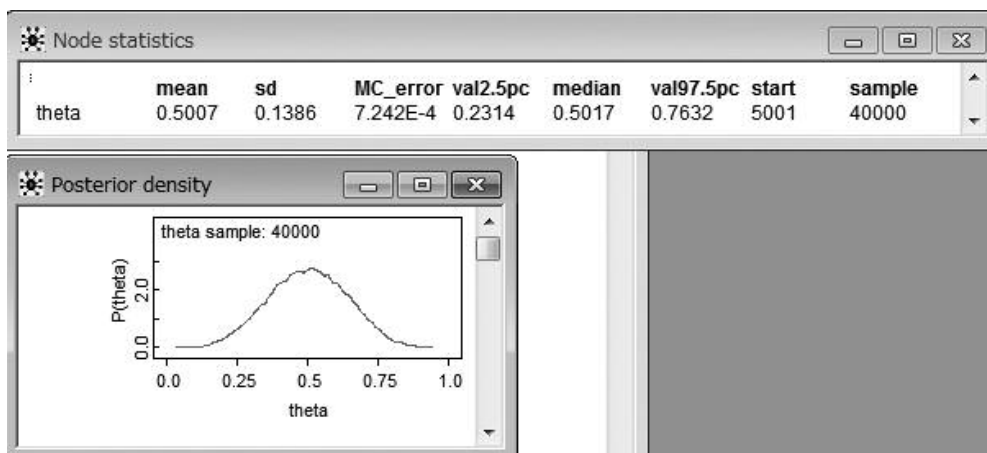 Node statistics
mean sd MC_error val2.5pc median val97.5pc start sample
theta 0.5007 0.1386 7.242E-4 0.2314 0.5017 0.7632 5001 40000
Posterior density
theta sample: 40000
P(theta)
2.0
0.0
0.0 0.25 0.5 0.75 1.0
theta